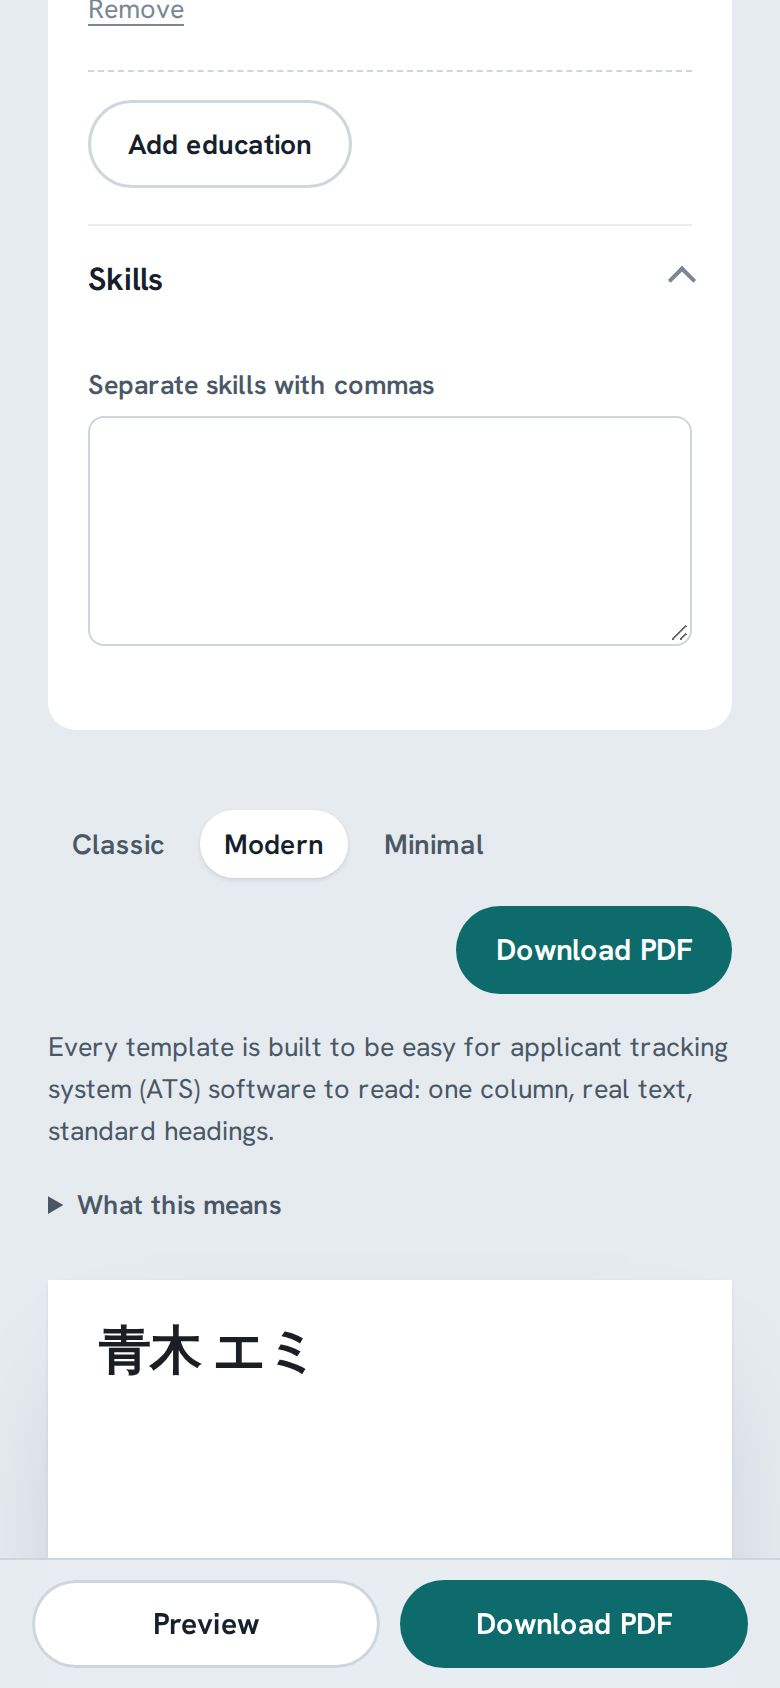 Remove
Add education
Skills
Separate skills with commas
Classic
Modern
Minimal
Download PDF
Every template is built to be easy for applicant tracking
system (ATS) software to read: one column, real text,
standard headings.
What this means
青木 エミ
Preview
Download PDF